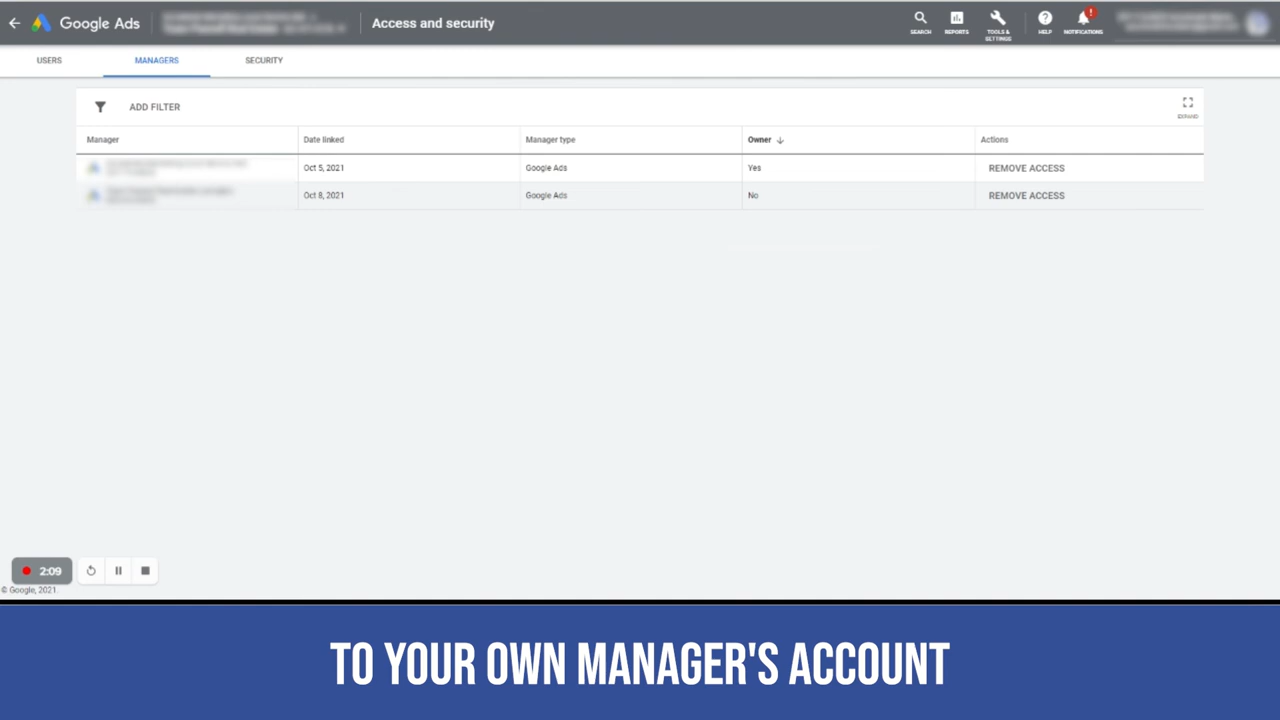 Google Ads
Access and security
SEARCH
REPORTS
TOOLS &
SETTINGS
HELP
NOTIFICATIONS
!
USERS
MANAGERS
SECURITY
ADD FILTER
EXPAND
Manager Date linked Manager type Owner Actions
Oct 5, 2021 Google Ads Yes REMOVE ACCESS
Oct 8, 2021 Google Ads No REMOVE ACCESS
2:09
© Google, 2021.
TO YOUR OWN MANAGER'S ACCOUNT